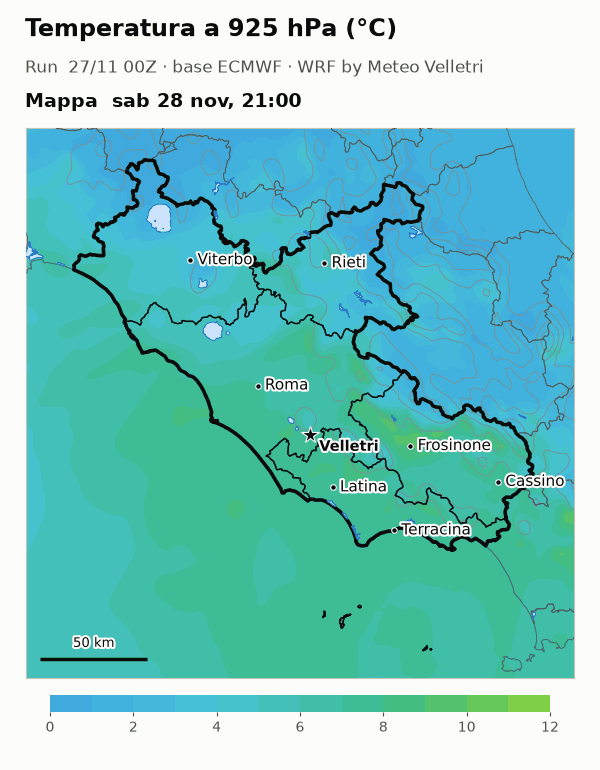 Temperatura a 925 hPa (°C)
Run  27/11 00Z · base ECMWF · WRF by Meteo Velletri
Mappa  sab 28 nov, 21:00
Viterbo
Rieti
Roma
Velletri
Frosinone
Cassino
Latina
Terracina
50 km
0 2 4 6 8 10 12